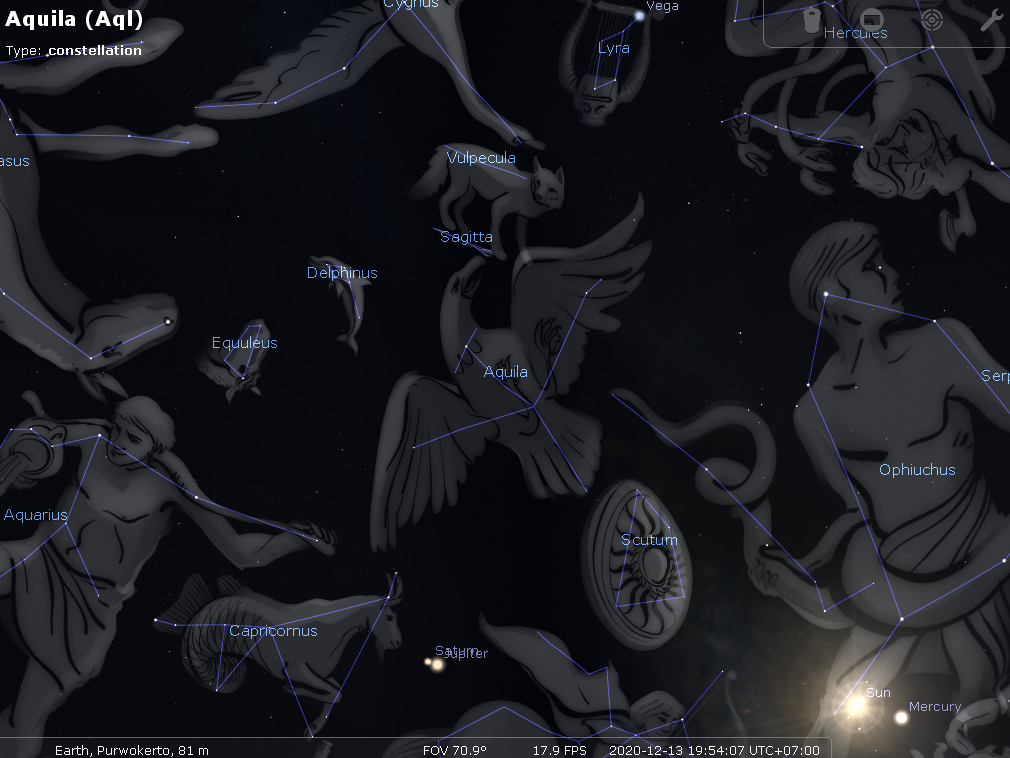 Aquila (Aql)
Type: constellation
Cygnus
Vega
Lyra
Hercules
asus
Vulpecula
Sagitta
Delphinus
Equuleus
Aquila
Serp
Ophiuchus
Aquarius
Scutum
Capricornus
Saturn
Jupiter
Sun
Mercury
Earth, Purwokerto, 81 m FOV 70.9° 17.9 FPS 2020-12-13 19:54:07 UTC+07:00